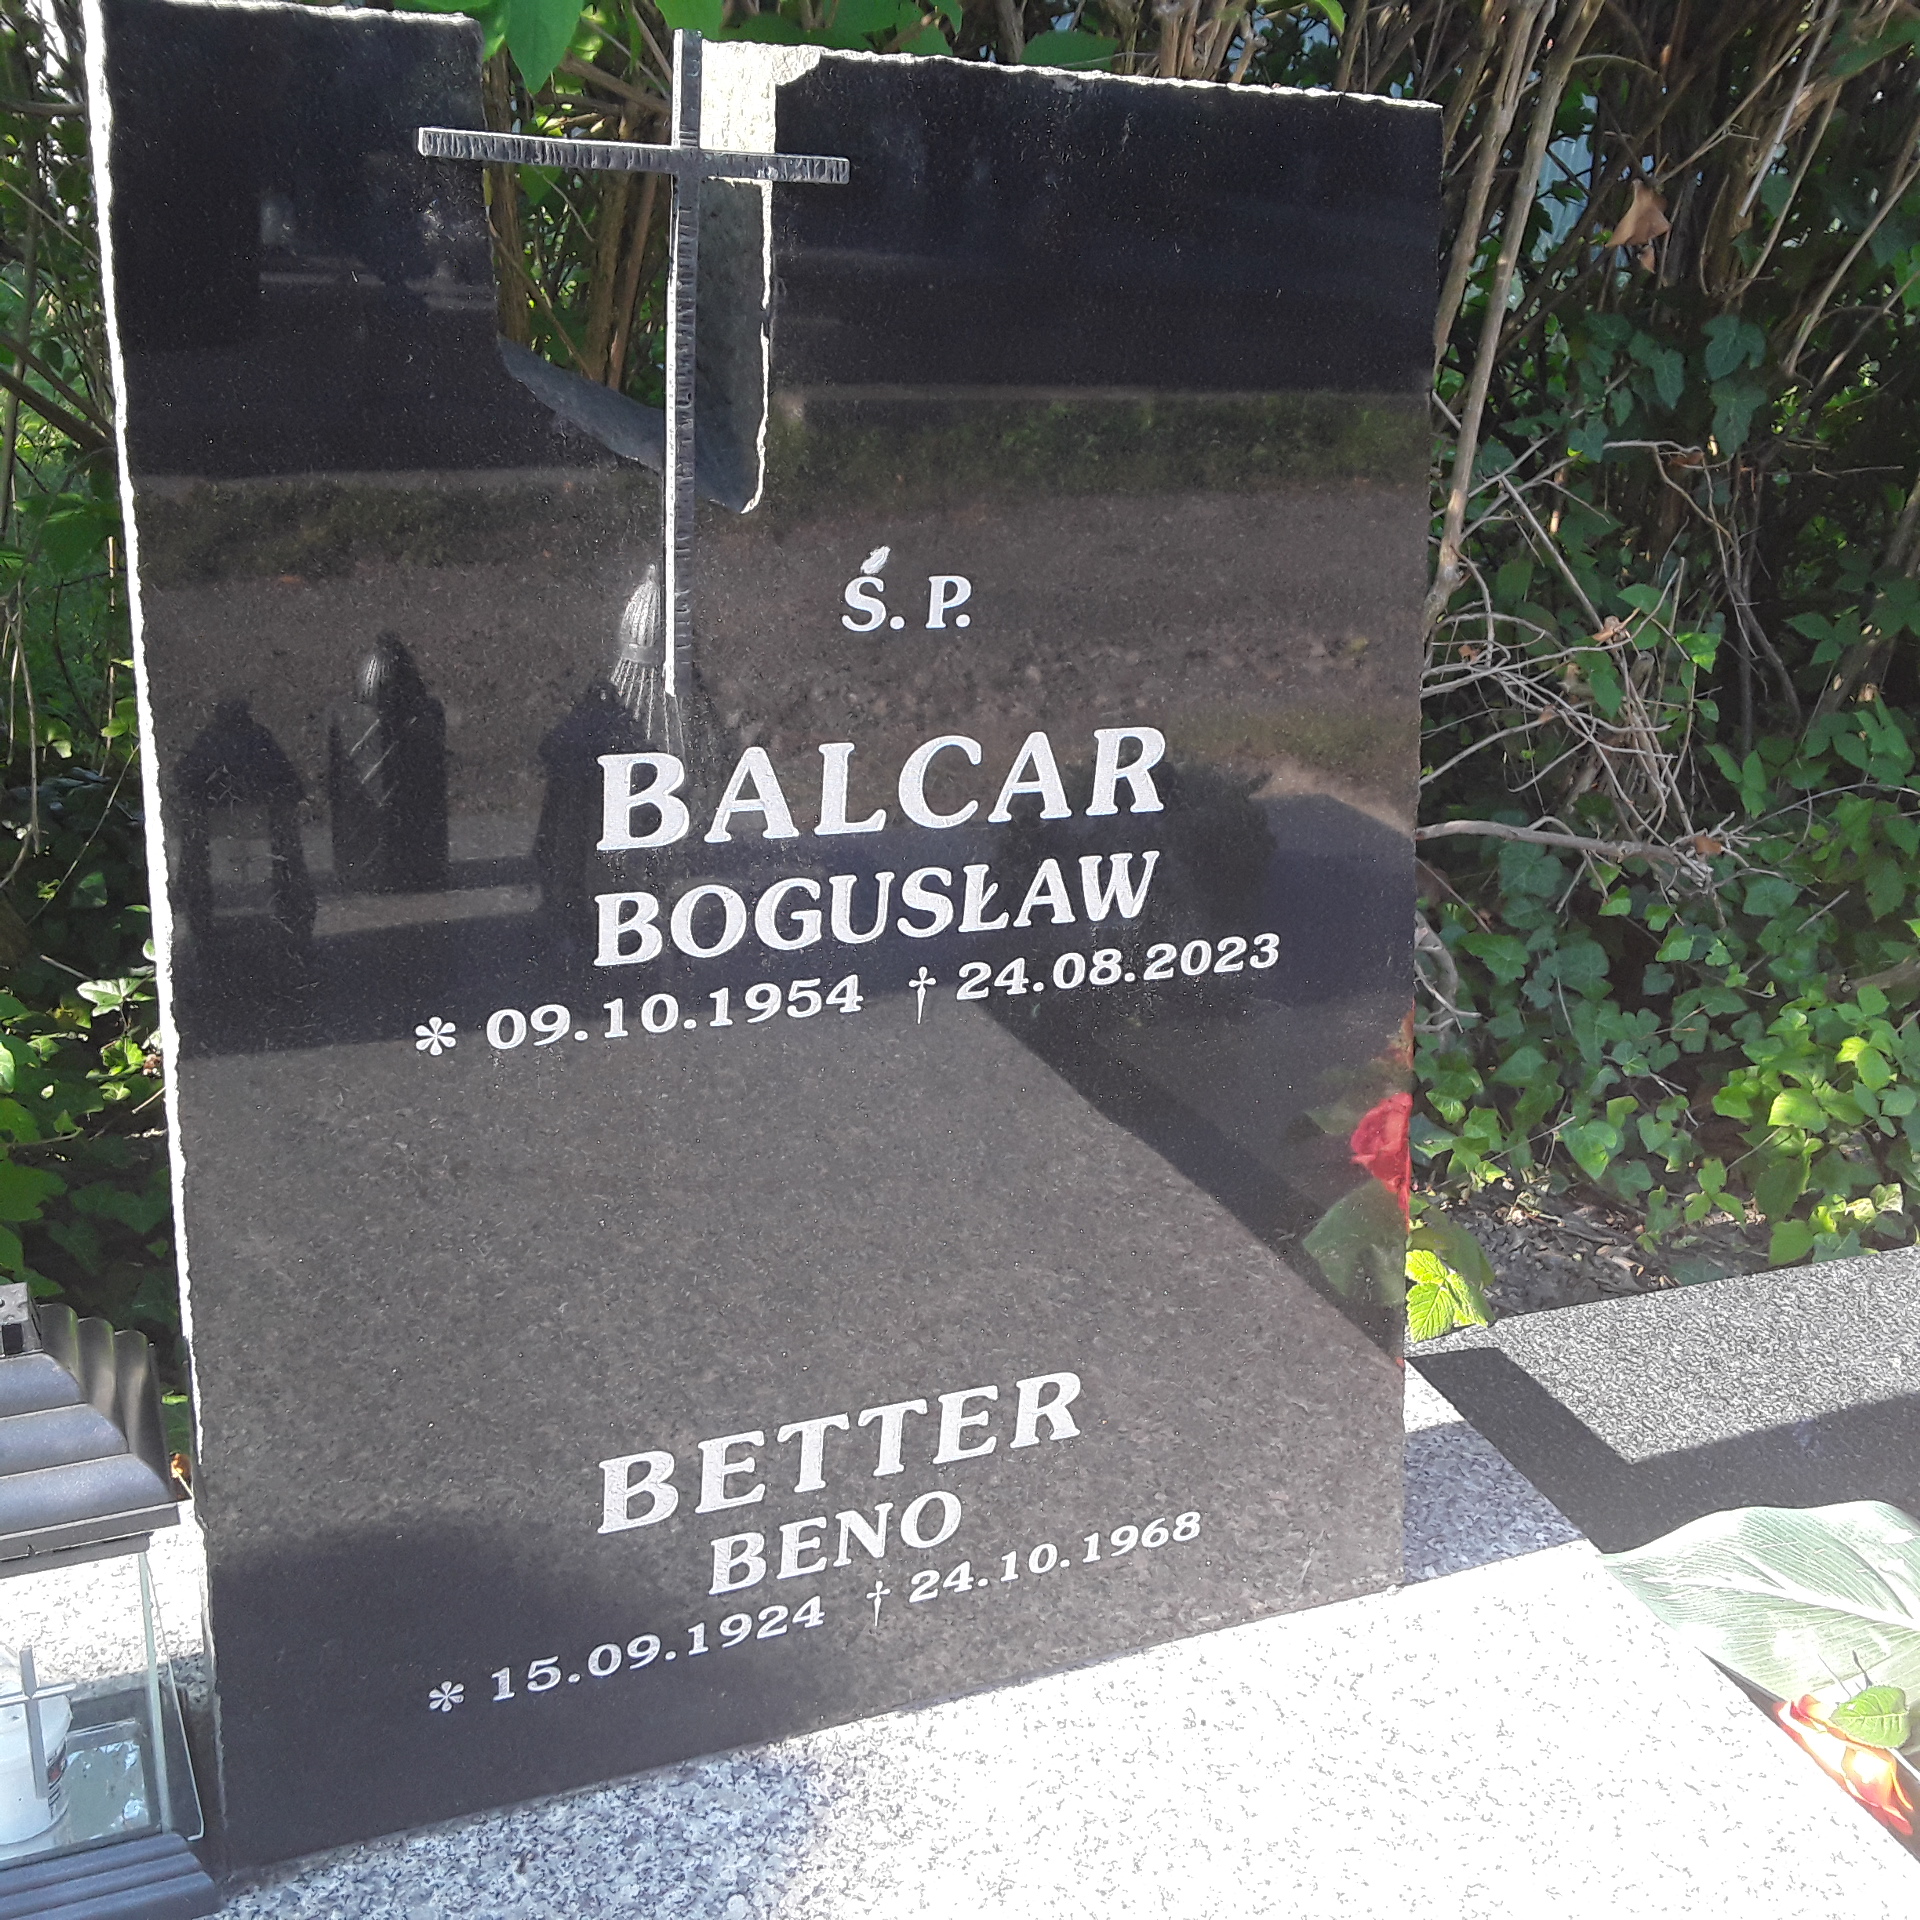 Ś. P.
BALCAR
BOGUSŁAW
* 09.10.1954 † 24.08.2023
BETTER
BENO
* 15.09.1924 † 24.10.1968